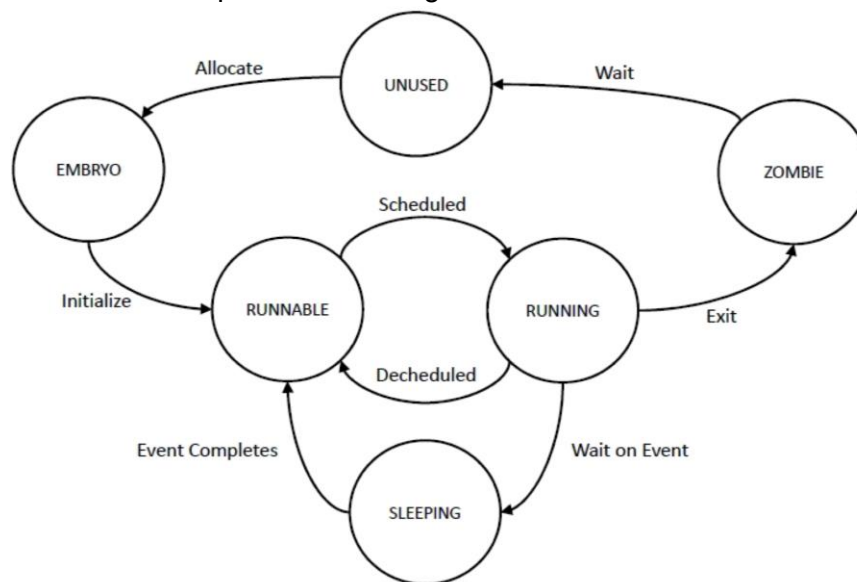 Allocate
UNUSED
Wait
EMBRYO
ZOMBIE
Scheduled
Initialize
RUNNABLE
RUNNING
Exit
Decheduled
Event Completes
Wait on Event
SLEEPING